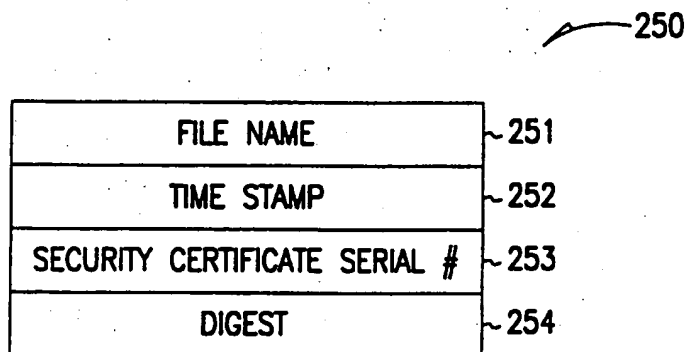 250
FILE NAME 251
TIME STAMP 252
SECURITY CERTIFICATE SERIAL # 253
DIGEST 254